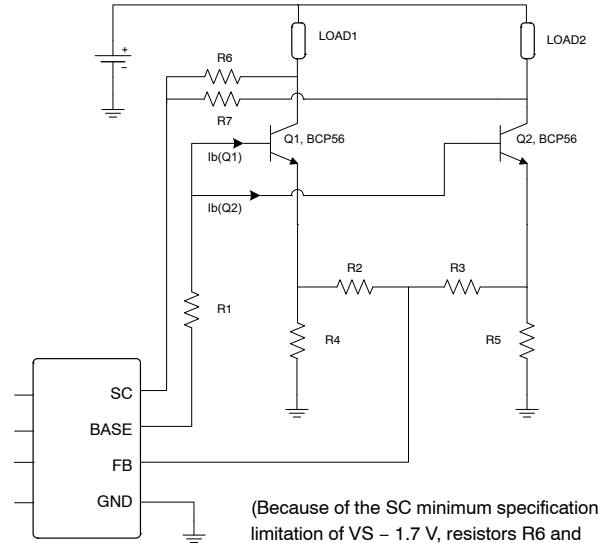 LOAD1
LOAD2
+
−
R6
R7
Q1, BCP56
Q2, BCP56
Ib(Q1)
Ib(Q2)
R2
R3
R1
R4
R5
SC
BASE
FB
GND
(Because of the SC minimum specification
limitation of VS − 1.7 V, resistors R6 and